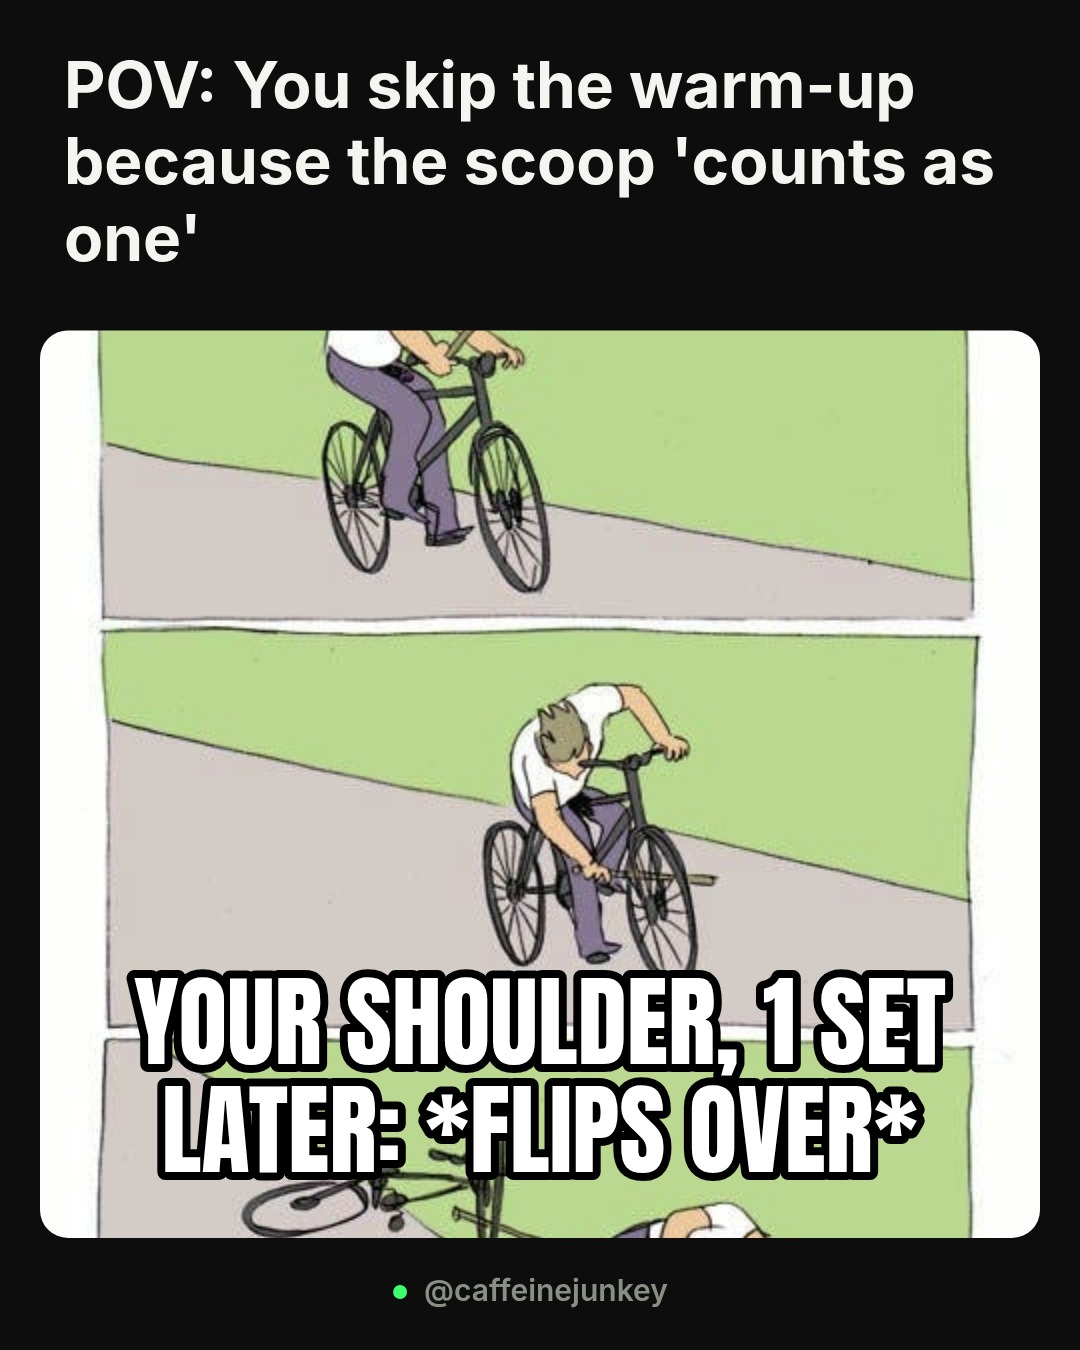 POV: You skip the warm-up
because the scoop 'counts as
one'
YOUR SHOULDER, 1 SET
LATER: *FLIPS OVER*
@caffeinejunkey